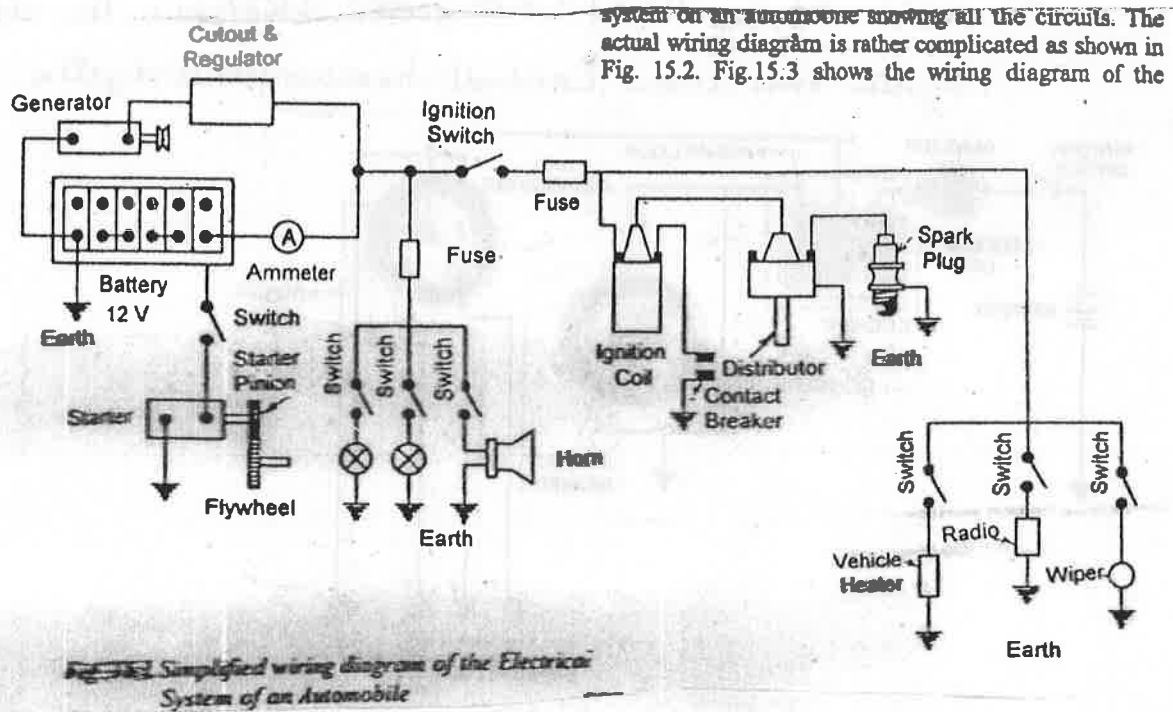 system on an automobile showing all the circuits. The
actual wiring diagram is rather complicated as shown in
Fig. 15.2. Fig.15.3 shows the wiring diagram of the
Cutout &
Regulator
Generator
Ignition
Switch
Fuse
Fuse
Spark
Plug
Ammeter
Battery
12 V
Earth
Switch
Starter
Pinion
Starter
Flywheel
Switch
Switch
Switch
Horn
Earth
Ignition
Coil
Distributor
Contact
Breaker
Earth
Switch
Switch
Switch
Radio
Vehicle
Heater
Wiper
Earth
Simplified wiring diagram of the Electrical
System of an Automobile